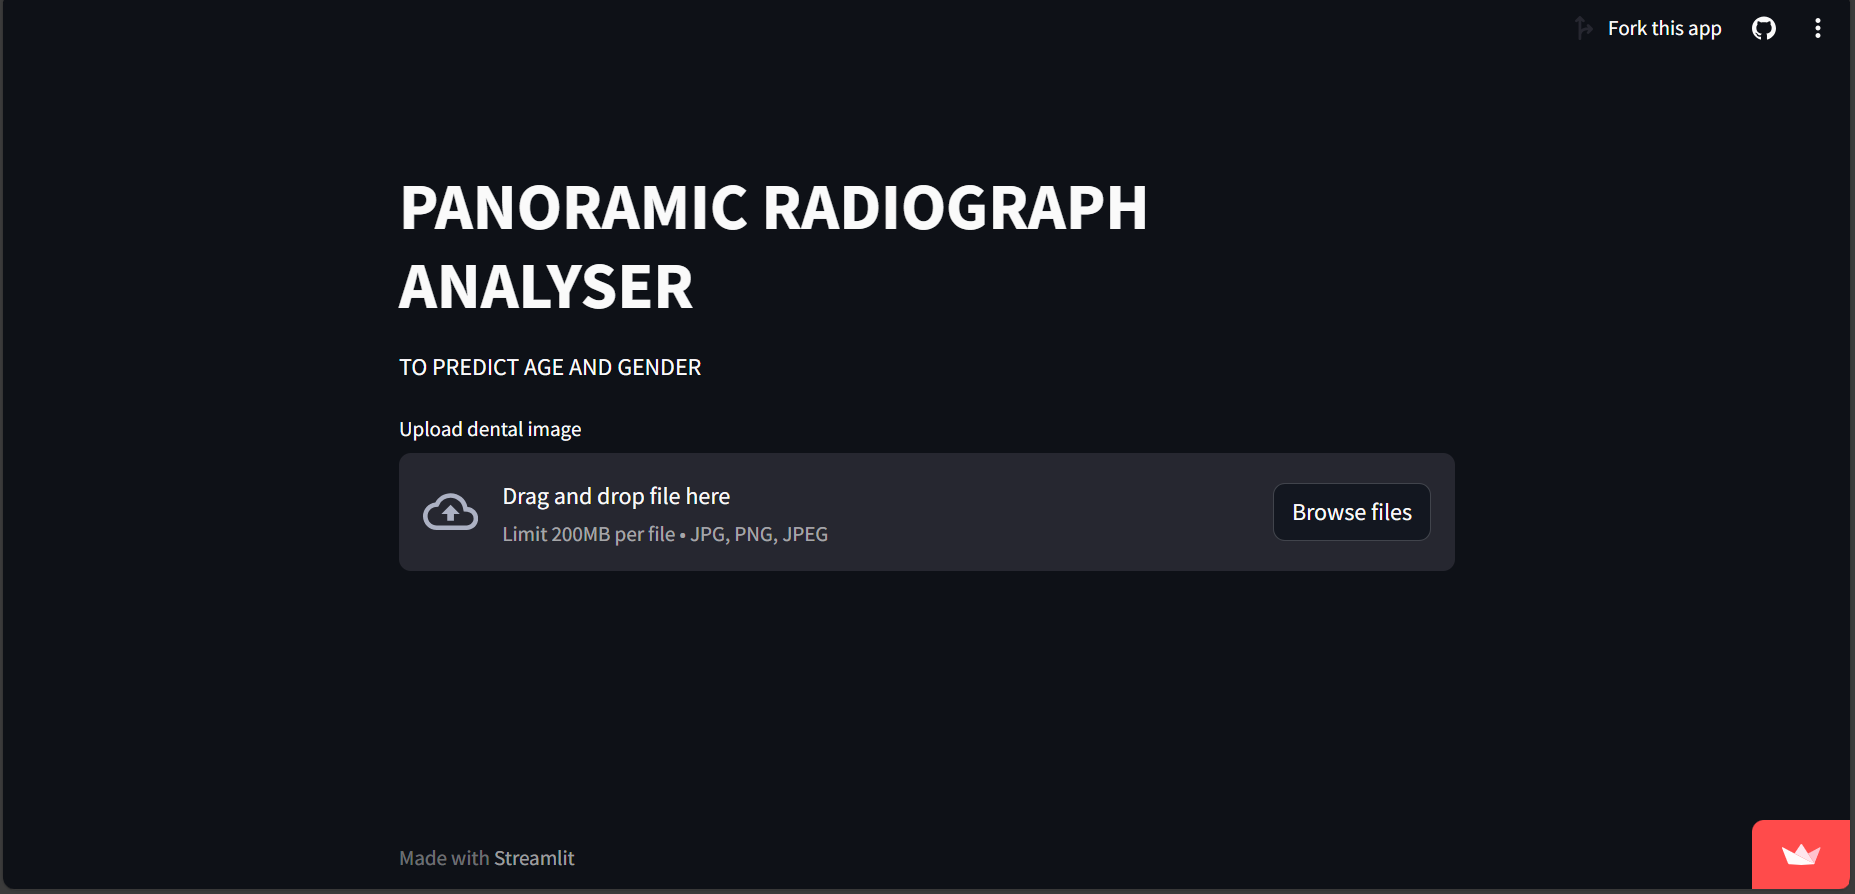 Fork this app
PANORAMIC RADIOGRAPH
ANALYSER
TO PREDICT AGE AND GENDER
Upload dental image
Drag and drop file here
Limit 200MB per file • JPG, PNG, JPEG
Browse files
Made with Streamlit